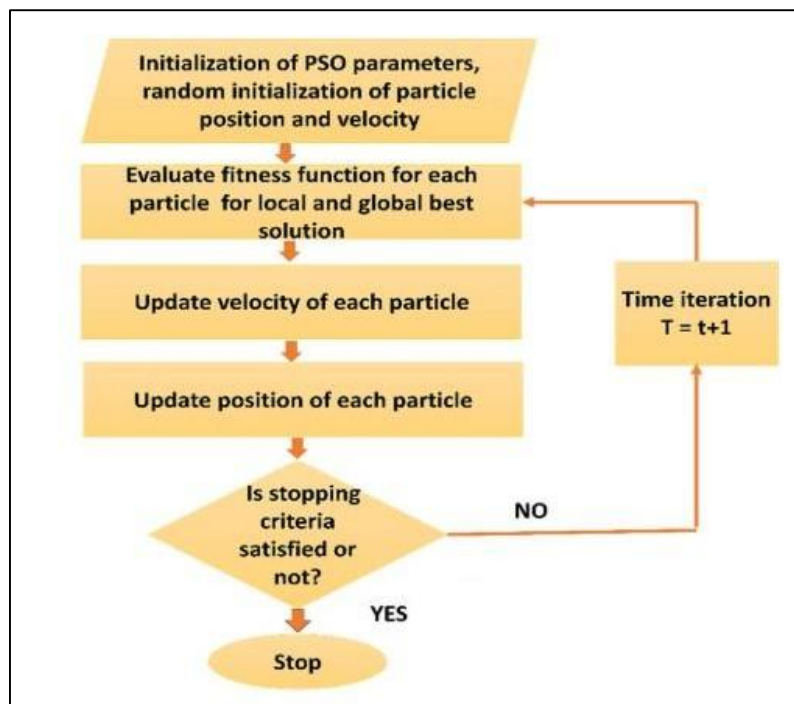 Initialization of PSO parameters,
random initialization of particle
position and velocity
Evaluate fitness function for each
particle for local and global best
solution
Update velocity of each particle
Time iteration
T = t+1
Update position of each particle
Is stopping
criteria
satisfied or
not?
NO
YES
Stop